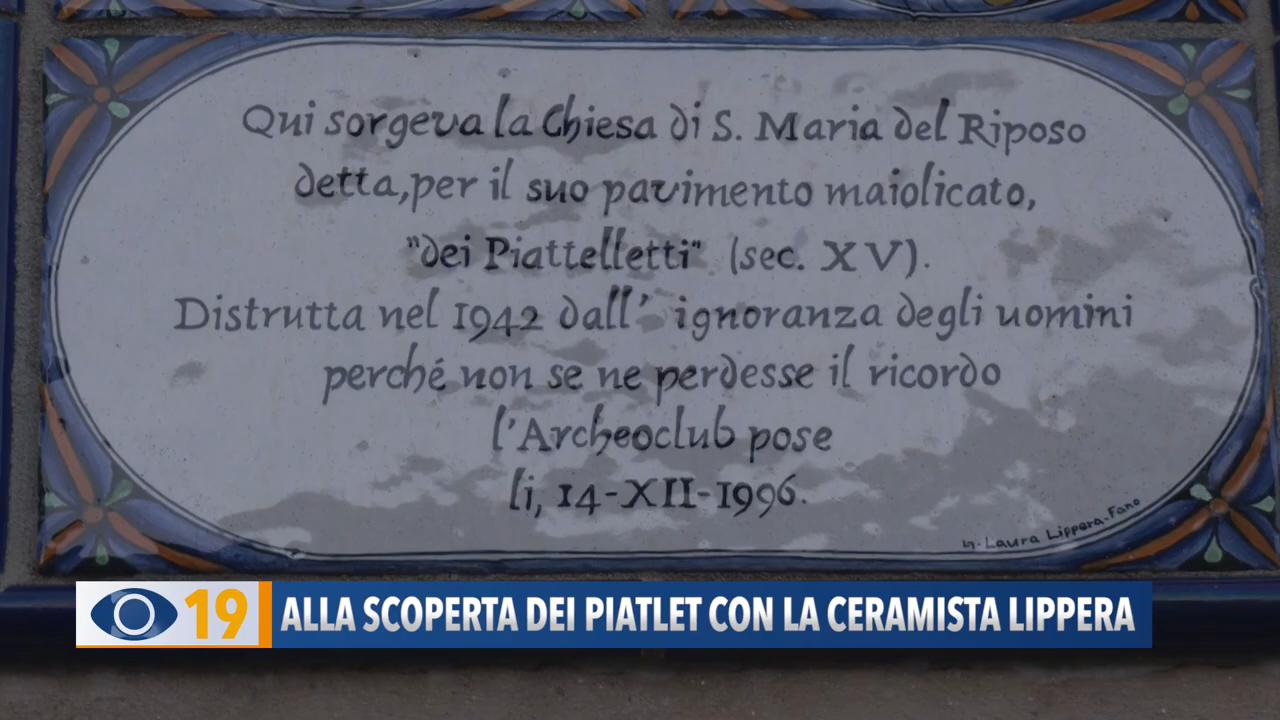 Qui sorgeva la Chiesa di S. Maria del Riposo
detta, per il suo pavimento maiolicato,
"dei Piattelletti" (sec. XV).
Distrutta nel 1942 dall' ignoranza degli uomini
perché non se ne perdesse il ricordo
l'Archeoclub pose
li, 14-XII-1996.
Laura Lippera-Fano
19 ALLA SCOPERTA DEI PIATLET CON LA CERAMISTA LIPPERA